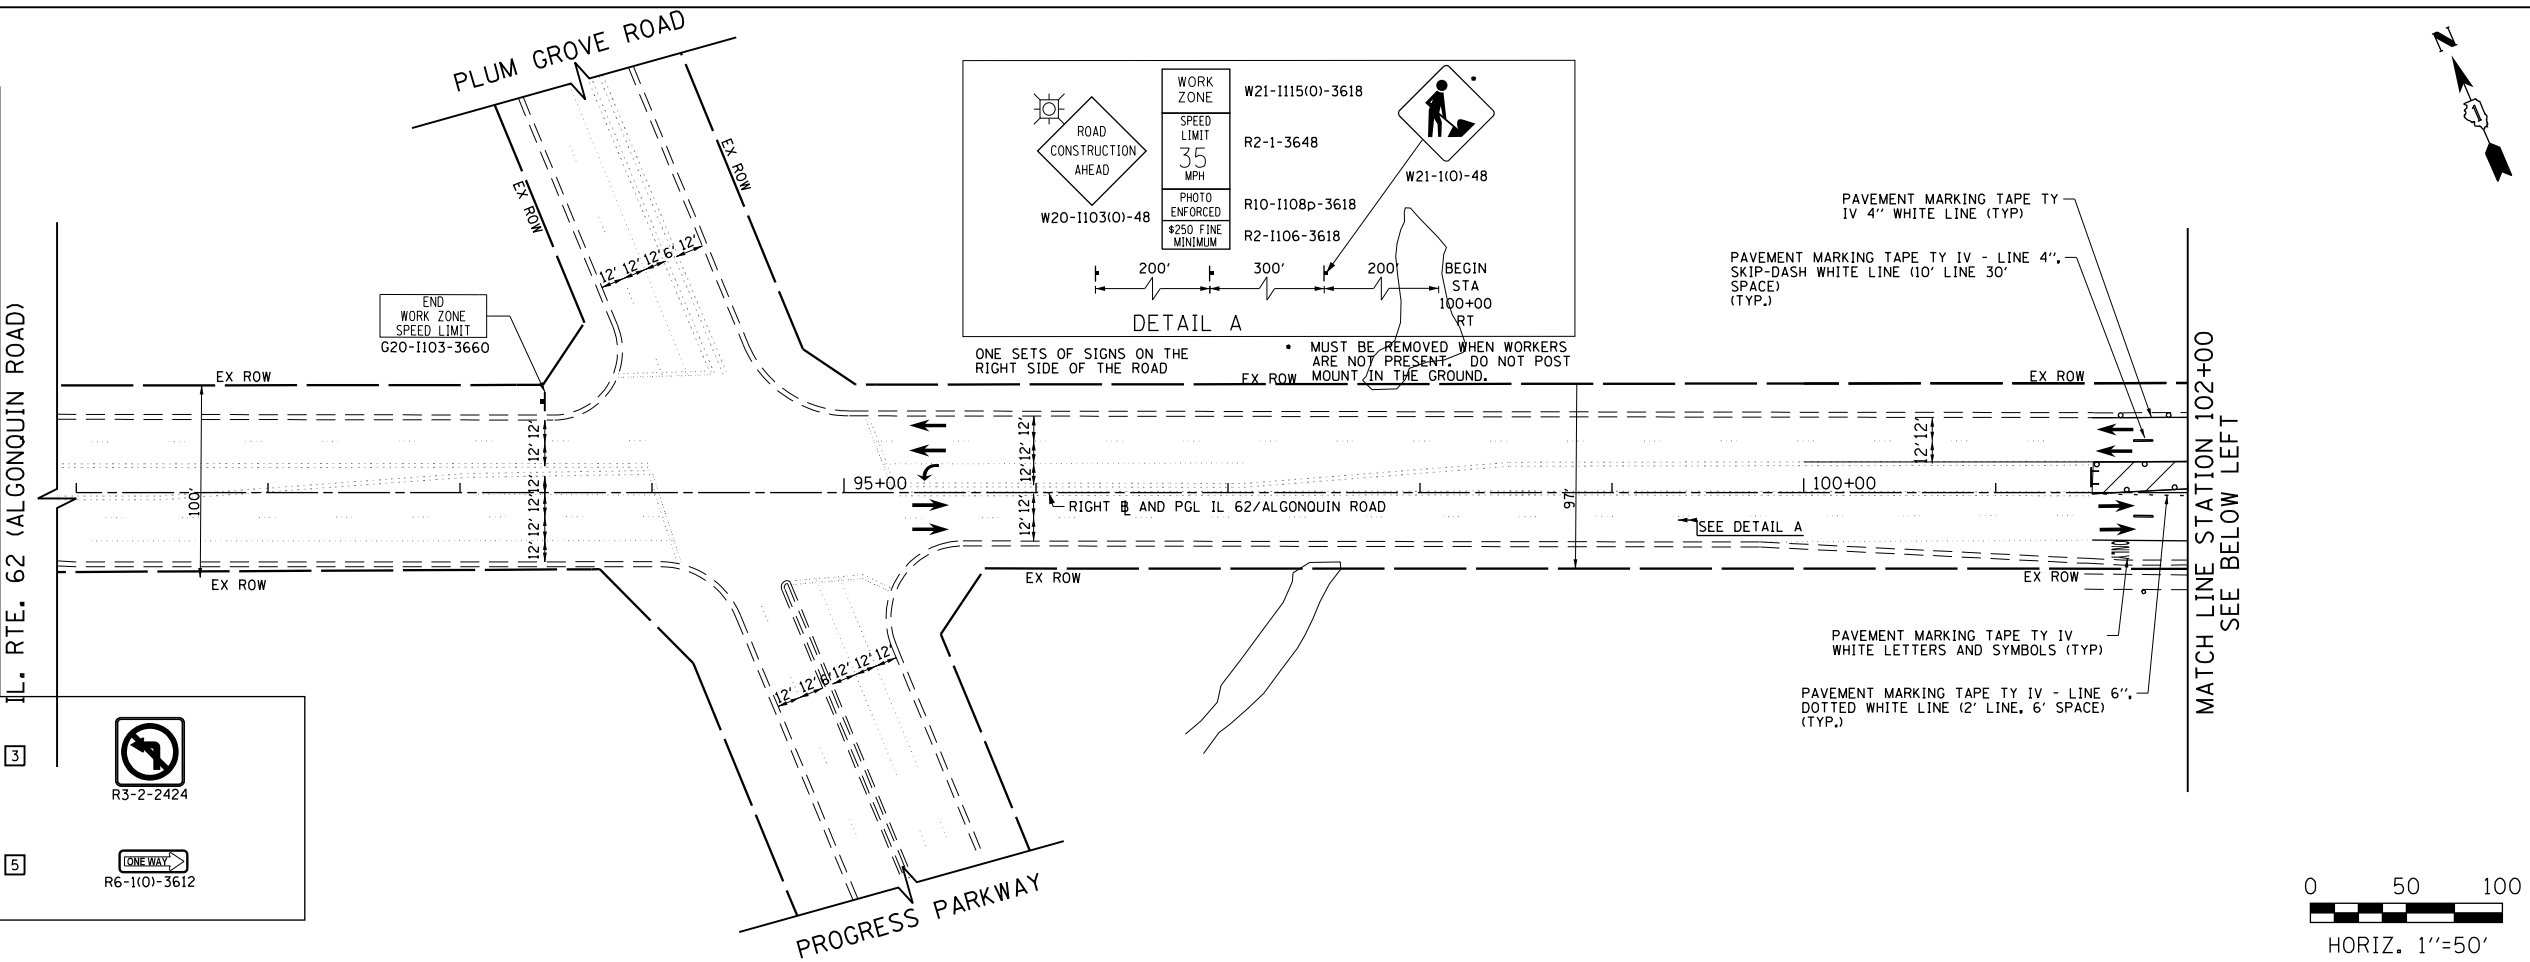 PLUM GROVE ROAD
N
1
EX ROW
EX ROW
12' 12' 12' 6' 12'
END
WORK ZONE
SPEED LIMIT
G20-I103-3660
ROAD
CONSTRUCTION
AHEAD
W20-I103(O)-48
WORK
ZONE
W21-I115(O)-3618
SPEED
LIMIT
35
MPH
R2-1-3648
PHOTO
ENFORCED
R10-I108p-3618
$250 FINE
MINIMUM
R2-I106-3618
W21-1(O)-48
200'
300'
200'
BEGIN
STA
100+00
RT
DETAIL A
ONE SETS OF SIGNS ON THE
RIGHT SIDE OF THE ROAD
* MUST BE REMOVED WHEN WORKERS
ARE NOT PRESENT. DO NOT POST
MOUNT IN THE GROUND.
PAVEMENT MARKING TAPE TY
IV 4'' WHITE LINE (TYP)
PAVEMENT MARKING TAPE TY IV - LINE 4'',
SKIP-DASH WHITE LINE (10' LINE 30'
SPACE)
(TYP.)
IL. RTE. 62 (ALGONQUIN ROAD)
EX ROW
EX ROW
EX ROW
100'
12' 12'
12' 12' 12' 12'
95+00
12' 12' 12'
12' 12'
RIGHT ℄ AND PGL IL 62/ALGONQUIN ROAD
97'
SEE DETAIL A
12' 12'
100+00
EX ROW
EX ROW
EX ROW
MATCH LINE STATION 102+00
SEE BELOW LEFT
PAVEMENT MARKING TAPE TY IV
WHITE LETTERS AND SYMBOLS (TYP)
PAVEMENT MARKING TAPE TY IV - LINE 6'',
DOTTED WHITE LINE (2' LINE, 6' SPACE)
(TYP.)
12' 12' 6' 12' 12' 12'
PROGRESS PARKWAY
3
R3-2-2424
5
ONE WAY
R6-1(O)-3612
0 50 100
HORIZ. 1''=50'